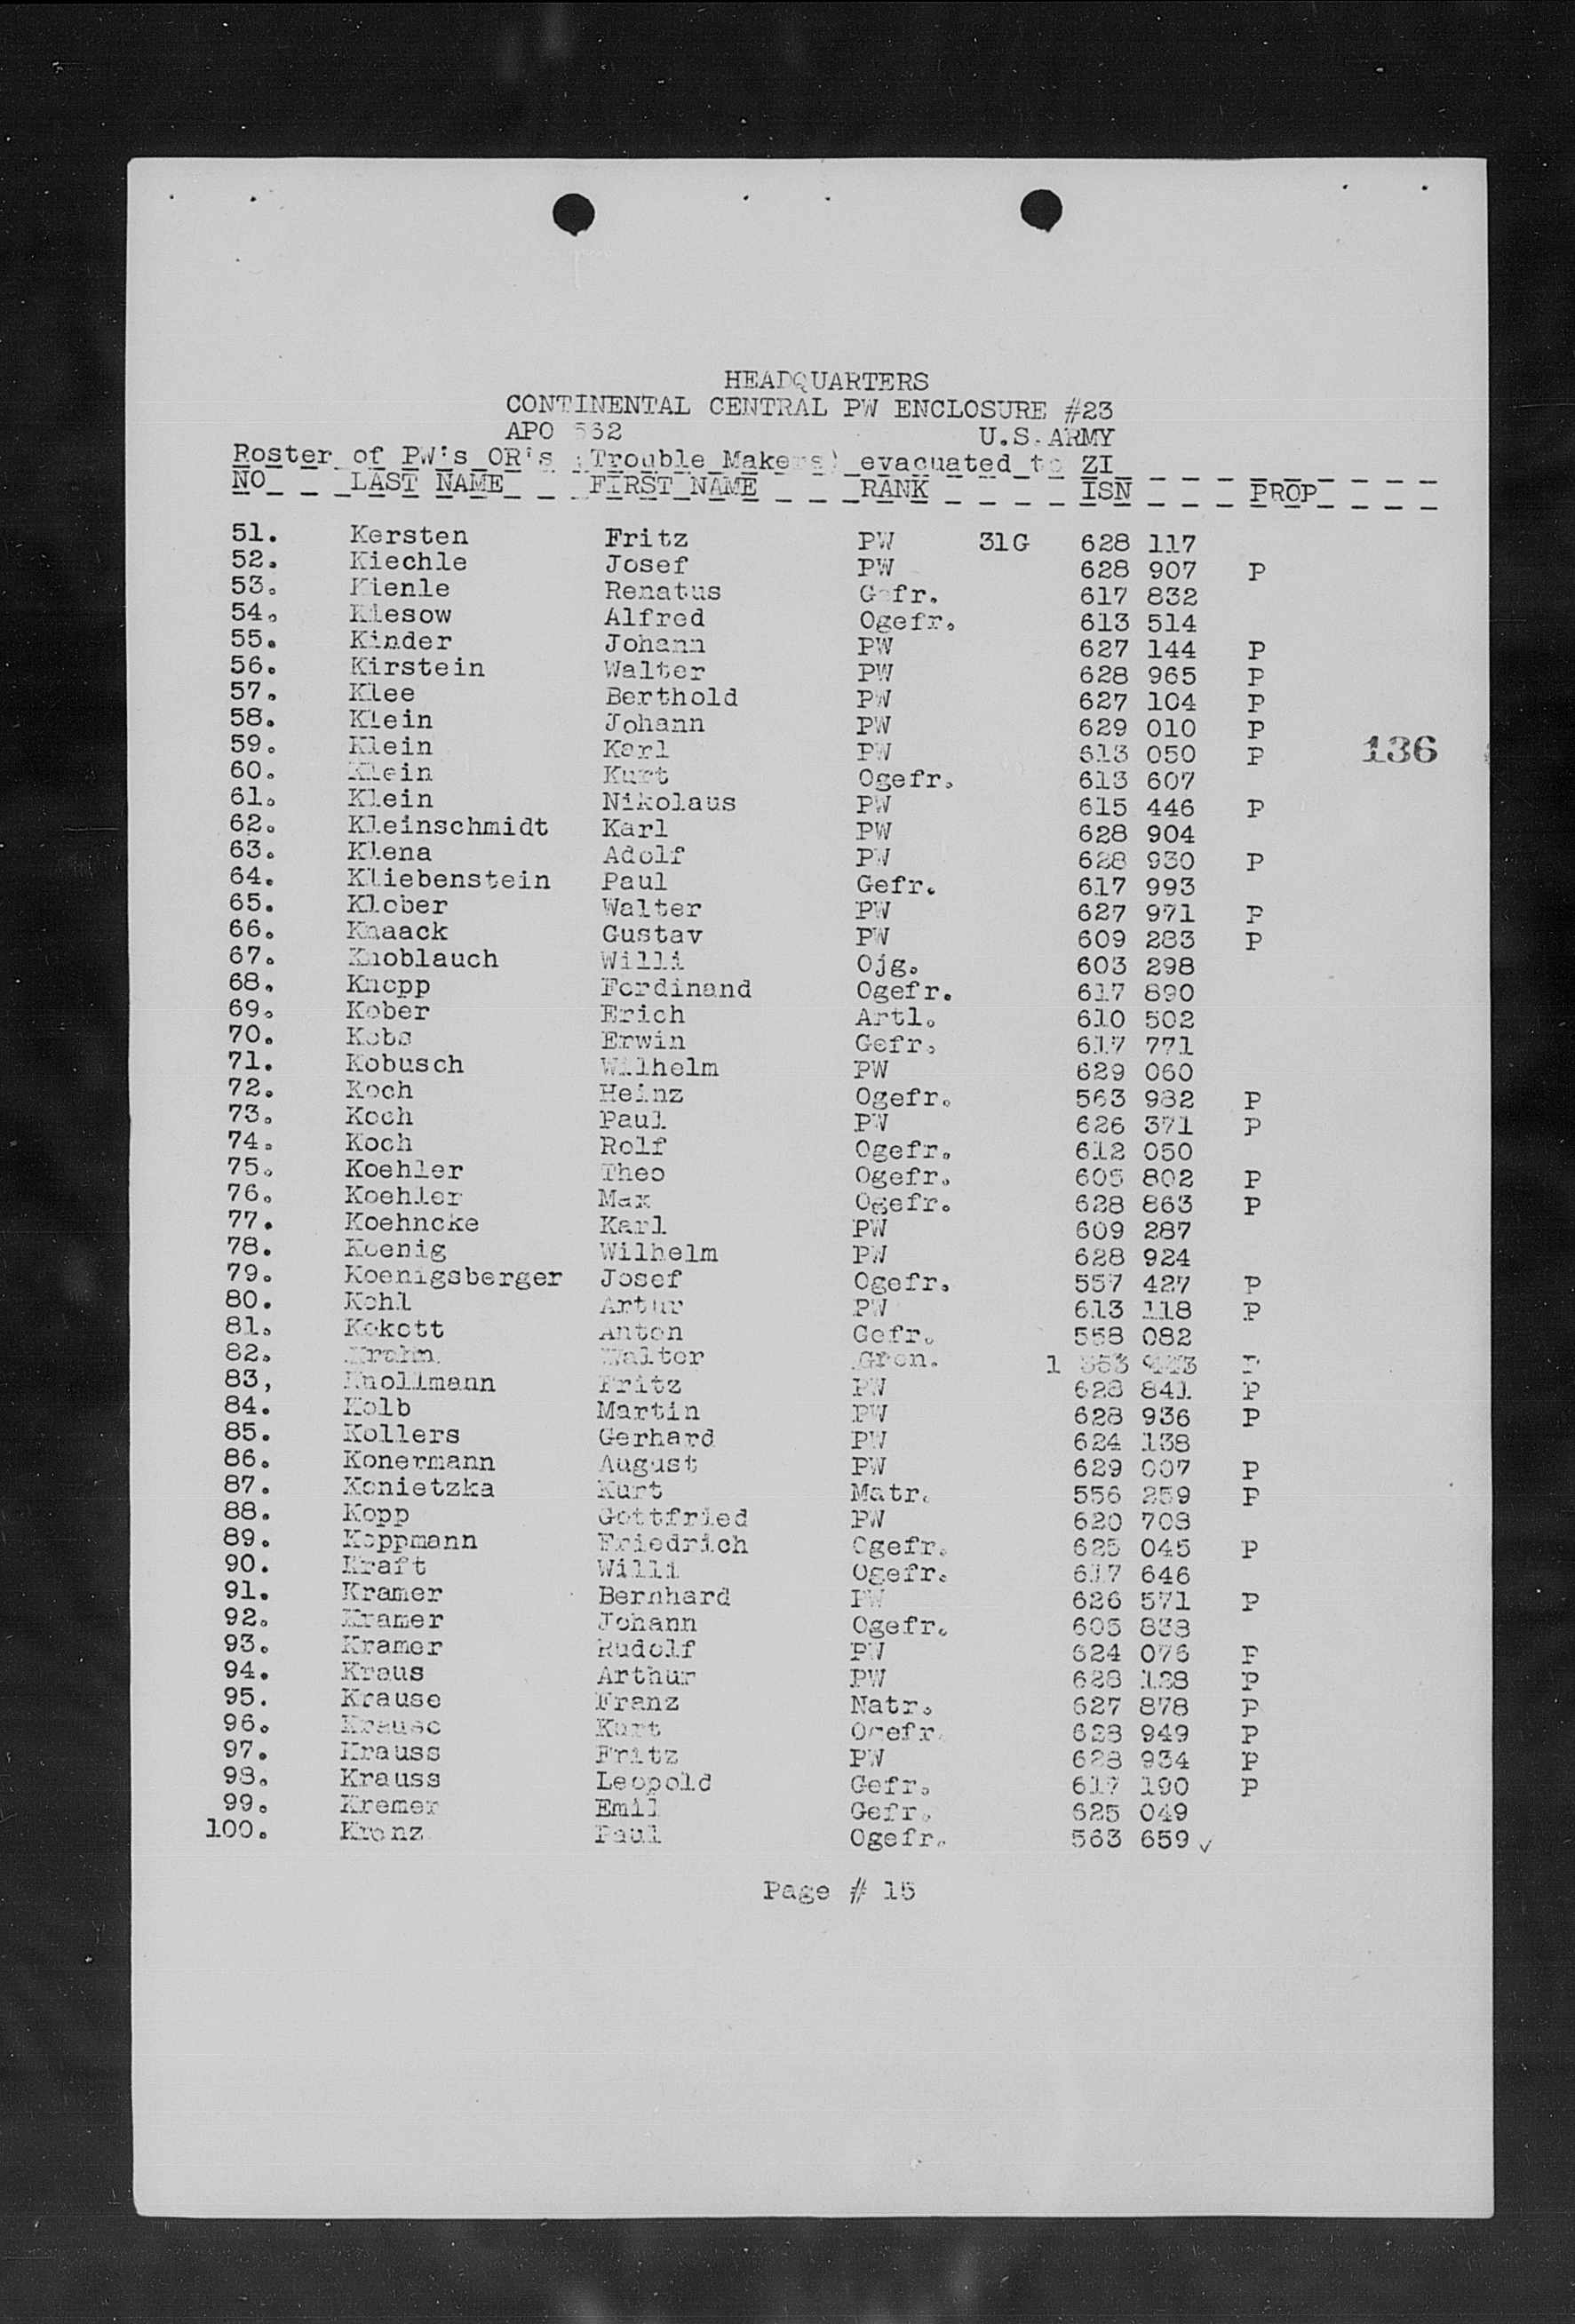 HEADQUARTERS
CONTINENTAL CENTRAL PW ENCLOSURE #23
APO 562 U.S. ARMY
Roster of PW's OR's (Trouble Makers) evacuated to ZI
NO LAST NAME FIRST NAME RANK ISN PROP
51. Kersten Fritz PW 31G 628 117
52. Kiechle Josef PW 628 907 P
53. Kienle Renatus Gefr. 617 832
54. Kiesow Alfred Ogefr. 613 514
55. Kinder Johann PW 627 144 P
56. Kirstein Walter PW 628 965 P
57. Klee Berthold PW 627 104 P
58. Klein Johann PW 629 010 P
59. Klein Karl PW 613 050 P
136
60. Klein Kurt Ogefr. 613 607
61. Klein Nikolaus PW 615 446 P
62. Kleinschmidt Karl PW 628 904
63. Klena Adolf PW 628 930 P
64. Kliebenstein Paul Gefr. 617 993
65. Klober Walter PW 627 971 P
66. Knaack Gustav PW 609 283 P
67. Knoblauch Willi Ojg. 603 298
68. Knopp Ferdinand Ogefr. 617 890
69. Kober Erich Artl. 610 502
70. Kobs Erwin Gefr. 617 771
71. Kobusch Wilhelm PW 629 060
72. Koch Heinz Ogefr. 563 982 P
73. Koch Paul PW 626 371 P
74. Koch Rolf Ogefr. 612 050
75. Koehler Theo Ogefr. 605 802 P
76. Koehler Max Ogefr. 628 863 P
77. Koehncke Karl PW 609 287
78. Koenig Wilhelm PW 628 924
79. Koenigsberger Josef Ogefr. 557 427 P
80. Kohl Artur PW 613 118 P
81. Kokott Anton Gefr. 558 082
82. Krahn Walter Gren. 1 P
83, Knollmann Fritz PW 628 841 P
84. Kolb Martin PW 628 936 P
85. Kollers Gerhard PW 624 138
86. Konermann August PW 629 007 P
87. Konietzka Kurt Matr. 556 259 P
88. Kopp Gottfried PW 620 708
89. Koppmann Friedrich Ogefr. 625 045 P
90. Kraft Willi Ogefr. 617 646
91. Kramer Bernhard PW 626 571 P
92. Kramer Johann Ogefr. 605 838
93. Kramer Rudolf PW 624 076 P
94. Kraus Arthur PW 628 128 P
95. Krause Franz Natr. 627 878 P
96. Krause Kurt Ogefr. 628 949 P
97. Krauss Fritz PW 628 934 P
98. Krauss Leopold Gefr. 617 190 P
99. Kremer Emil Gefr. 625 049
100. Krenz Paul Ogefr. 563 659 ✓
Page # 15